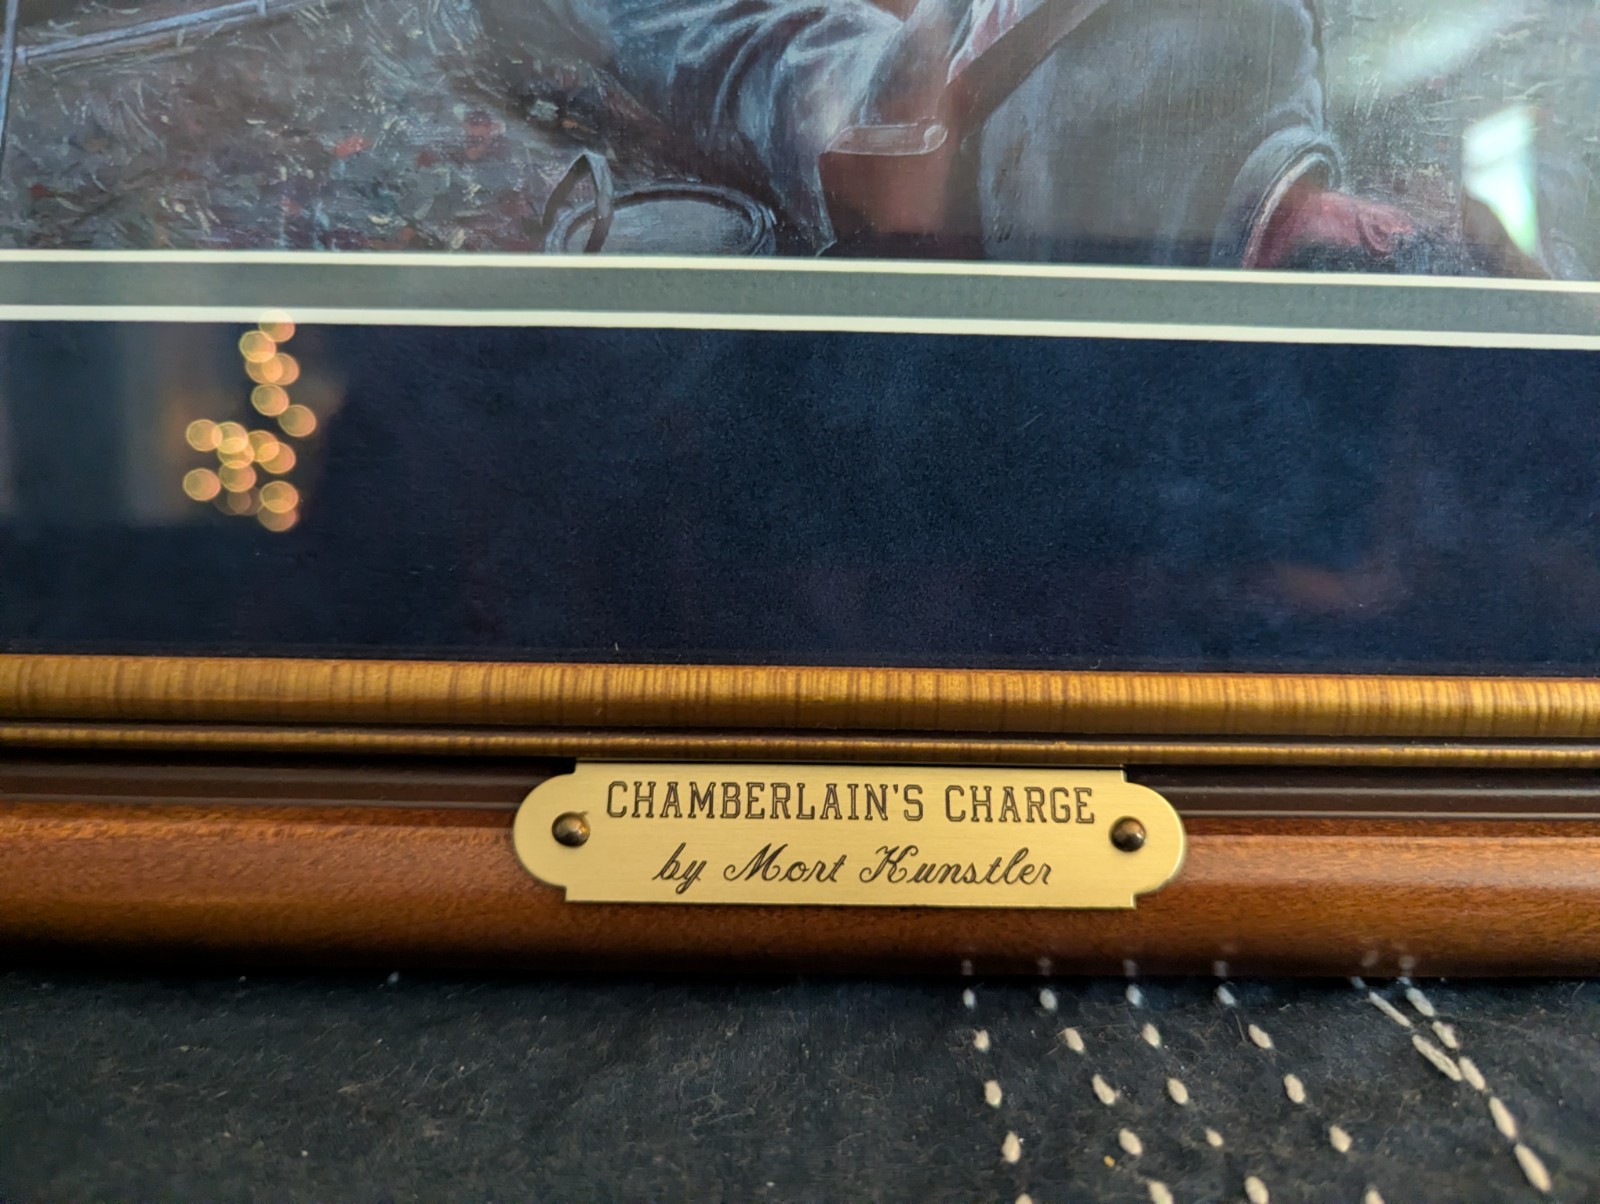 CHAMBERLAIN'S CHARGE
by Mort Kunstler